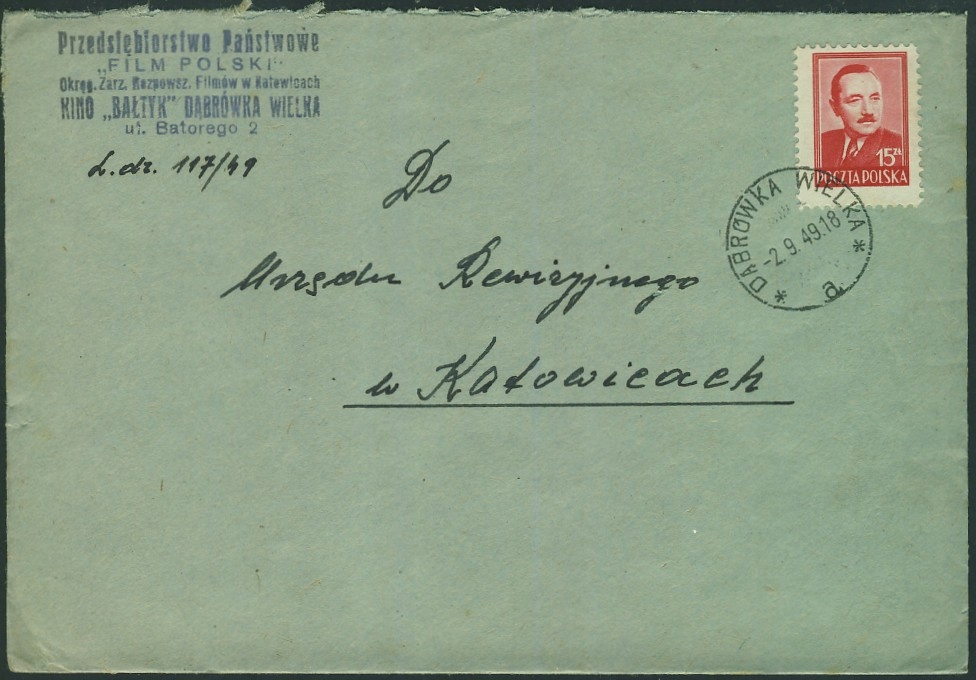 Przedsiębiorstwo Państwowe
„FILM POLSKI"
Okręg. Zarz. Rozpowsz. Filmów w Katowicach
KINO „BAŁTYK" DĄBRÓWKA WIELKA
ul. Batorego 2
L. dz. 117/49
15 zł
POCZTA POLSKA
DĄBRÓWKA WIELKA
-2.9.49.18
a
Do
Urzędu Rewizyjnego
w Katowicach